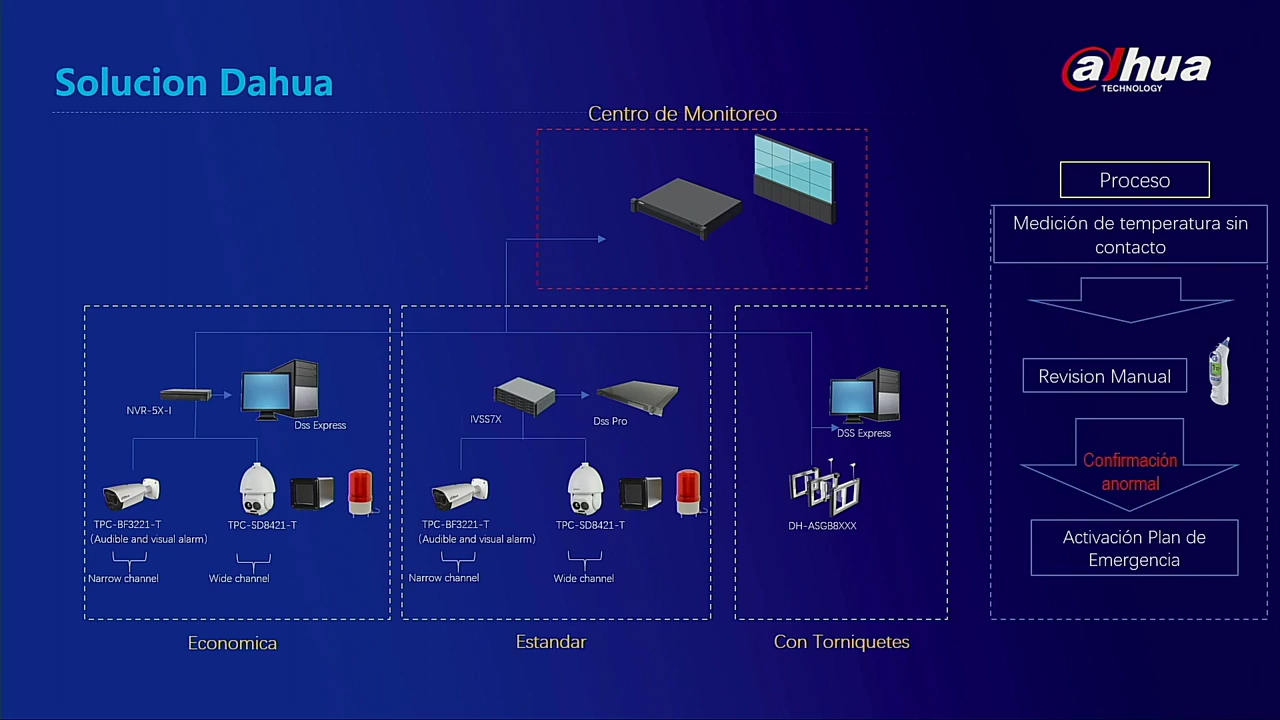 Solucion Dahua
alhua
TECHNOLOGY
Centro de Monitoreo
NVR-5X-I
Dss Express
TPC-BF3221-T
(Audible and visual alarm)
TPC-SD8421-T
Narrow channel
Wide channel
Economica
IVSS7X
Dss Pro
TPC-BF3221-T
(Audible and visual alarm)
TPC-SD8421-T
Narrow channel
Wide channel
Estandar
DSS Express
DH-ASGB8XXX
Con Torniquetes
Proceso
Medición de temperatura sin
contacto
Revision Manual
Confirmación
anormal
Activación Plan de
Emergencia